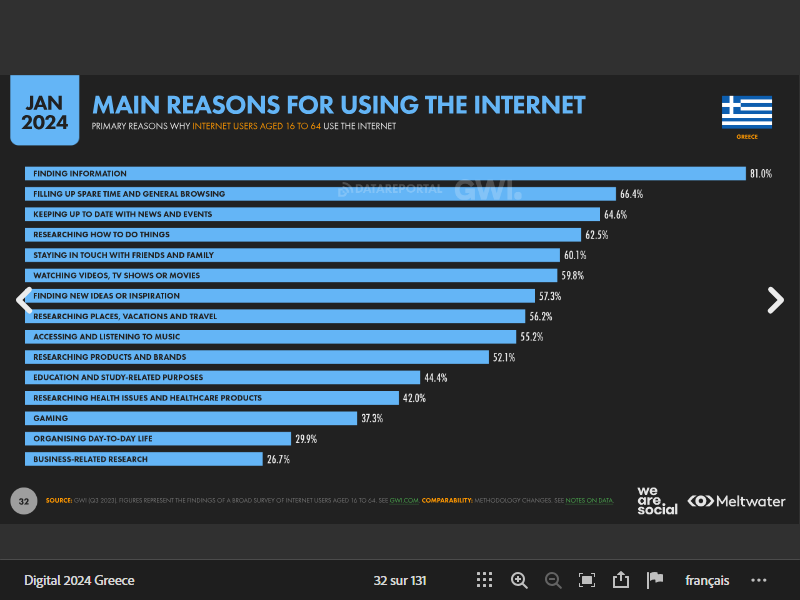 JAN
2024
MAIN REASONS FOR USING THE INTERNET
PRIMARY REASONS WHY INTERNET USERS AGED 16 TO 64 USE THE INTERNET
GREECE
FINDING INFORMATION 81.0%
DATAREPORTAL GWI.
FILLING UP SPARE TIME AND GENERAL BROWSING 66.4%
KEEPING UP TO DATE WITH NEWS AND EVENTS 64.6%
RESEARCHING HOW TO DO THINGS 62.5%
STAYING IN TOUCH WITH FRIENDS AND FAMILY 60.1%
WATCHING VIDEOS, TV SHOWS OR MOVIES 59.8%
FINDING NEW IDEAS OR INSPIRATION 57.3%
RESEARCHING PLACES, VACATIONS AND TRAVEL 56.2%
ACCESSING AND LISTENING TO MUSIC 55.2%
RESEARCHING PRODUCTS AND BRANDS 52.1%
EDUCATION AND STUDY-RELATED PURPOSES 44.4%
RESEARCHING HEALTH ISSUES AND HEALTHCARE PRODUCTS 42.0%
GAMING 37.3%
ORGANISING DAY-TO-DAY LIFE 29.9%
BUSINESS-RELATED RESEARCH 26.7%
32 SOURCE: GWI (Q3 2023). FIGURES REPRESENT THE FINDINGS OF A BROAD SURVEY OF INTERNET USERS AGED 16 TO 64. SEE GWI.COM. COMPARABILITY: METHODOLOGY CHANGES. SEE NOTES ON DATA.
we
are.
social
Meltwater
Digital 2024 Greece 32 sur 131 français